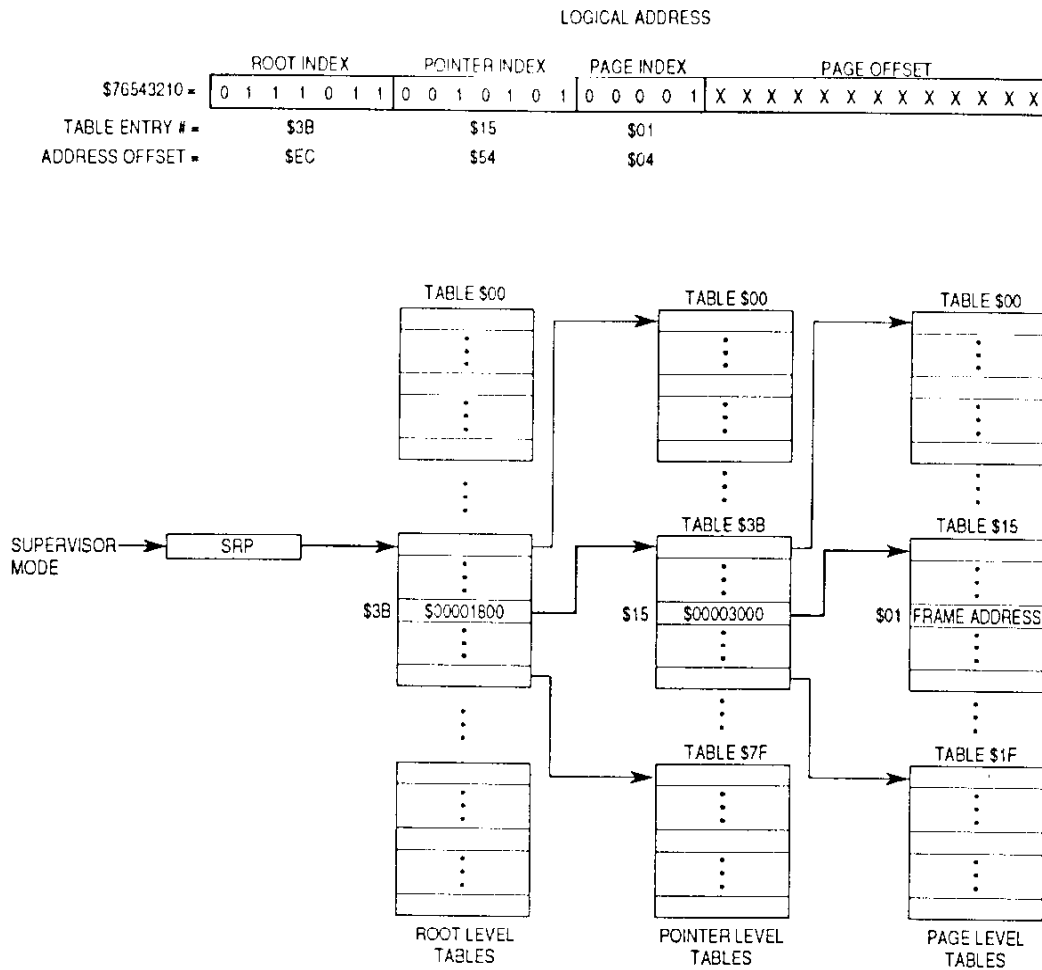 LOGICAL ADDRESS
ROOT INDEX POINTER INDEX PAGE INDEX PAGE OFFSET
$76543210 = 0 1 1 1 0 1 1 0 0 1 0 1 0 1 0 0 0 0 1 X X X X X X X X X X X X X
TABLE ENTRY # = $3B $15 $01
ADDRESS OFFSET = $EC $54 $04
TABLE $00 TABLE $00 TABLE $00
TABLE $3B TABLE $15
SUPERVISOR MODE
SRP
$3B $00001800 $15 $00003000 $01 FRAME ADDRESS
TABLE $7F TABLE $1F
ROOT LEVEL TABLES
POINTER LEVEL TABLES
PAGE LEVEL TABLES